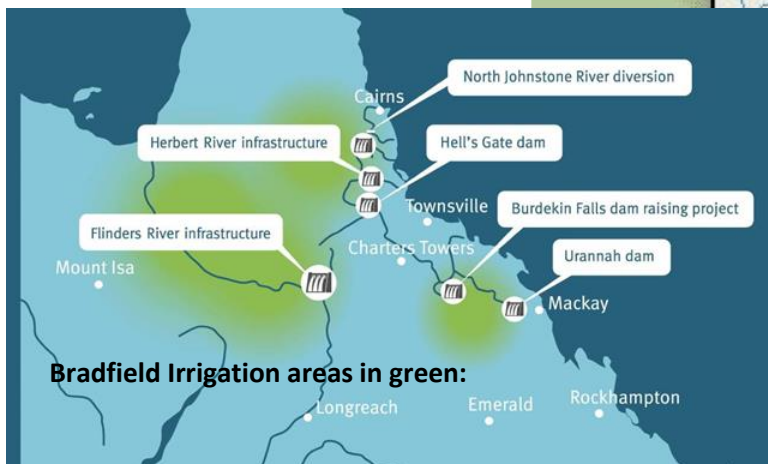 North Johnstone River diversion
Cairns
Herbert River infrastructure
Hell's Gate dam
Townsville
Burdekin Falls dam raising project
Flinders River infrastructure
Charters Towers
Urannah dam
Mount Isa
Mackay
Bradfield Irrigation areas in green:
Longreach
Emerald
Rockhampton